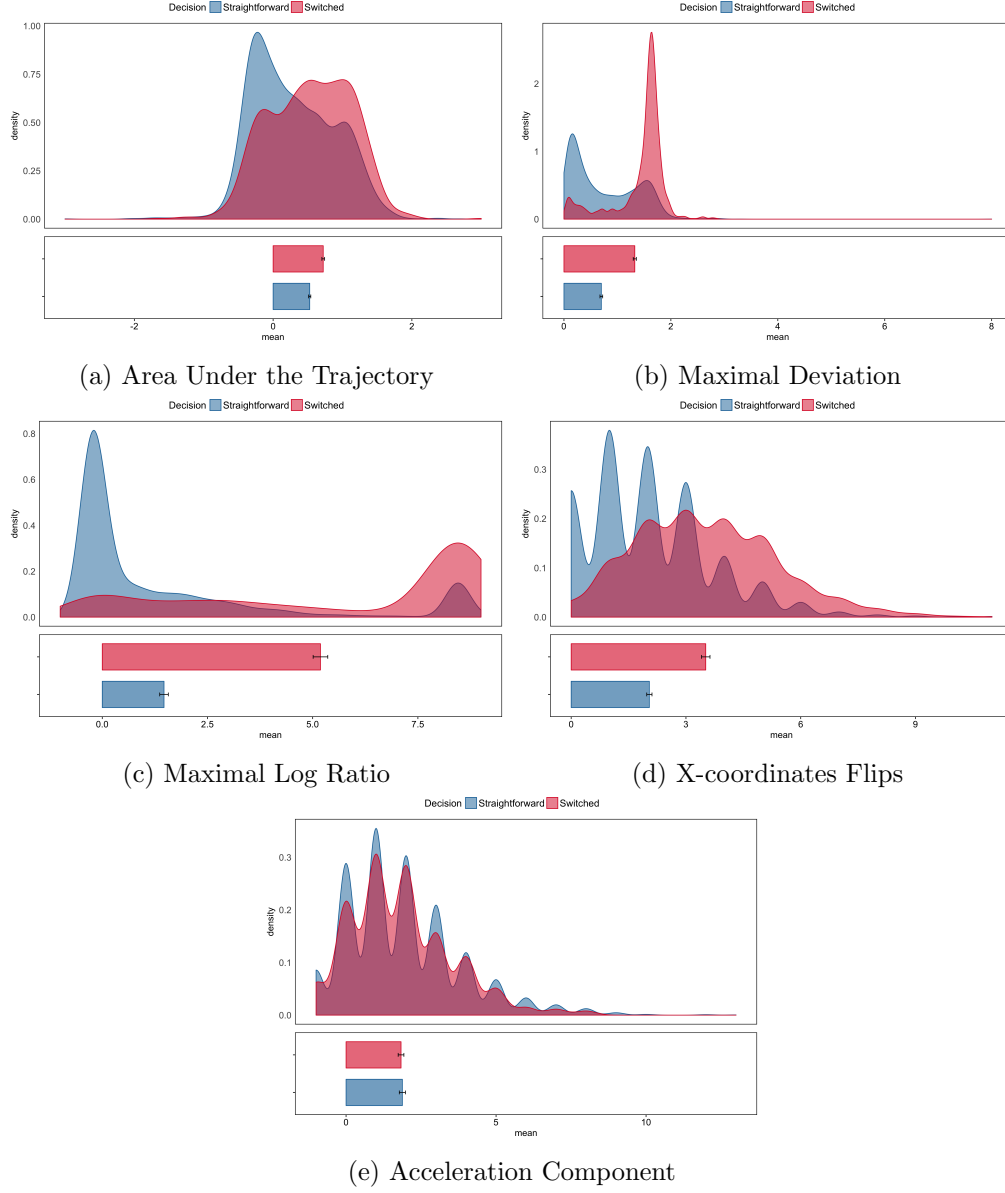 Decision Straightforward Switched
Decision Straightforward Switched
1.00
0.75
0.50
0.25
0.00
density
-2 0 2
mean
2
1
0
density
0 2 4 6 8
mean
(a) Area Under the Trajectory
(b) Maximal Deviation
Decision Straightforward Switched
Decision Straightforward Switched
0.8
0.6
0.4
0.2
0.0
density
0.0 2.5 5.0 7.5
mean
0.3
0.2
0.1
0.0
density
0 3 6 9
mean
(c) Maximal Log Ratio
(d) X-coordinates Flips
Decision Straightforward Switched
0.3
0.2
0.1
0.0
density
0 5 10
mean
(e) Acceleration Component